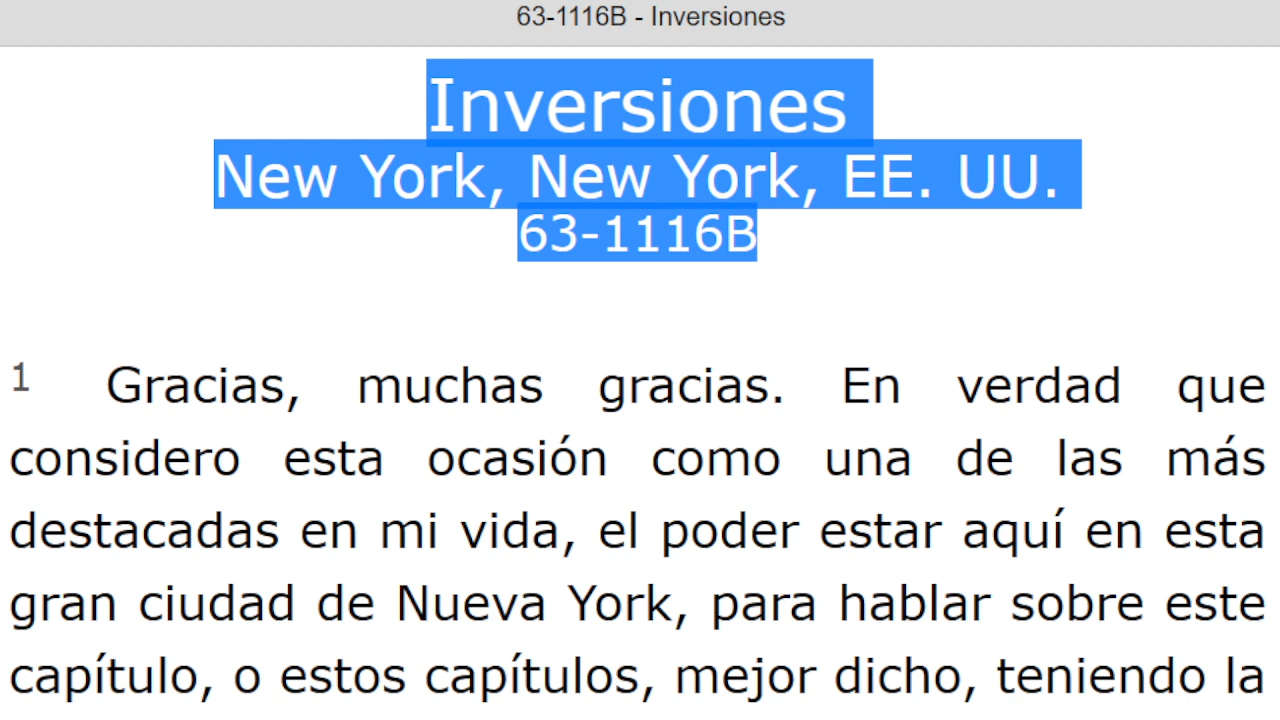 63-1116B - Inversiones
Inversiones
New York, New York, EE. UU.
63-1116B
1 Gracias, muchas gracias. En verdad que
considero esta ocasión como una de las más
destacadas en mi vida, el poder estar aquí en esta
gran ciudad de Nueva York, para hablar sobre este
capítulo, o estos capítulos, mejor dicho, teniendo la